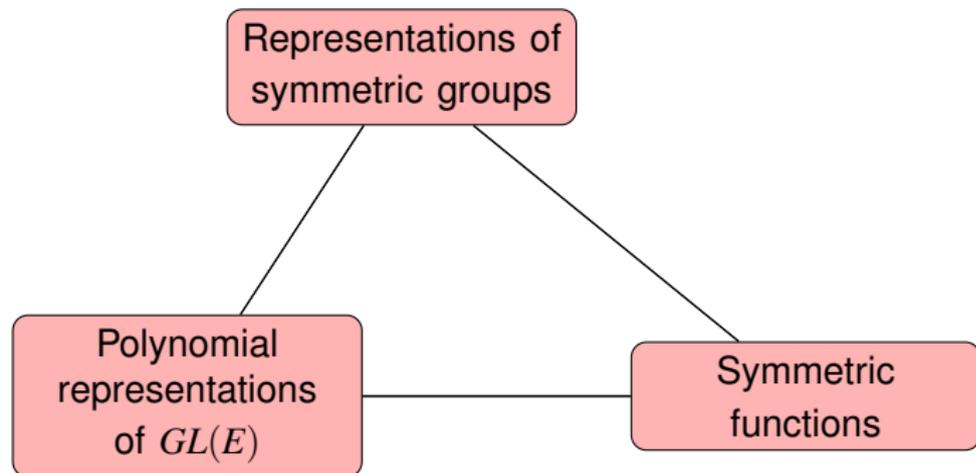 Representations of
symmetric groups
Polynomial
representations
of GL(E)
Symmetric
functions